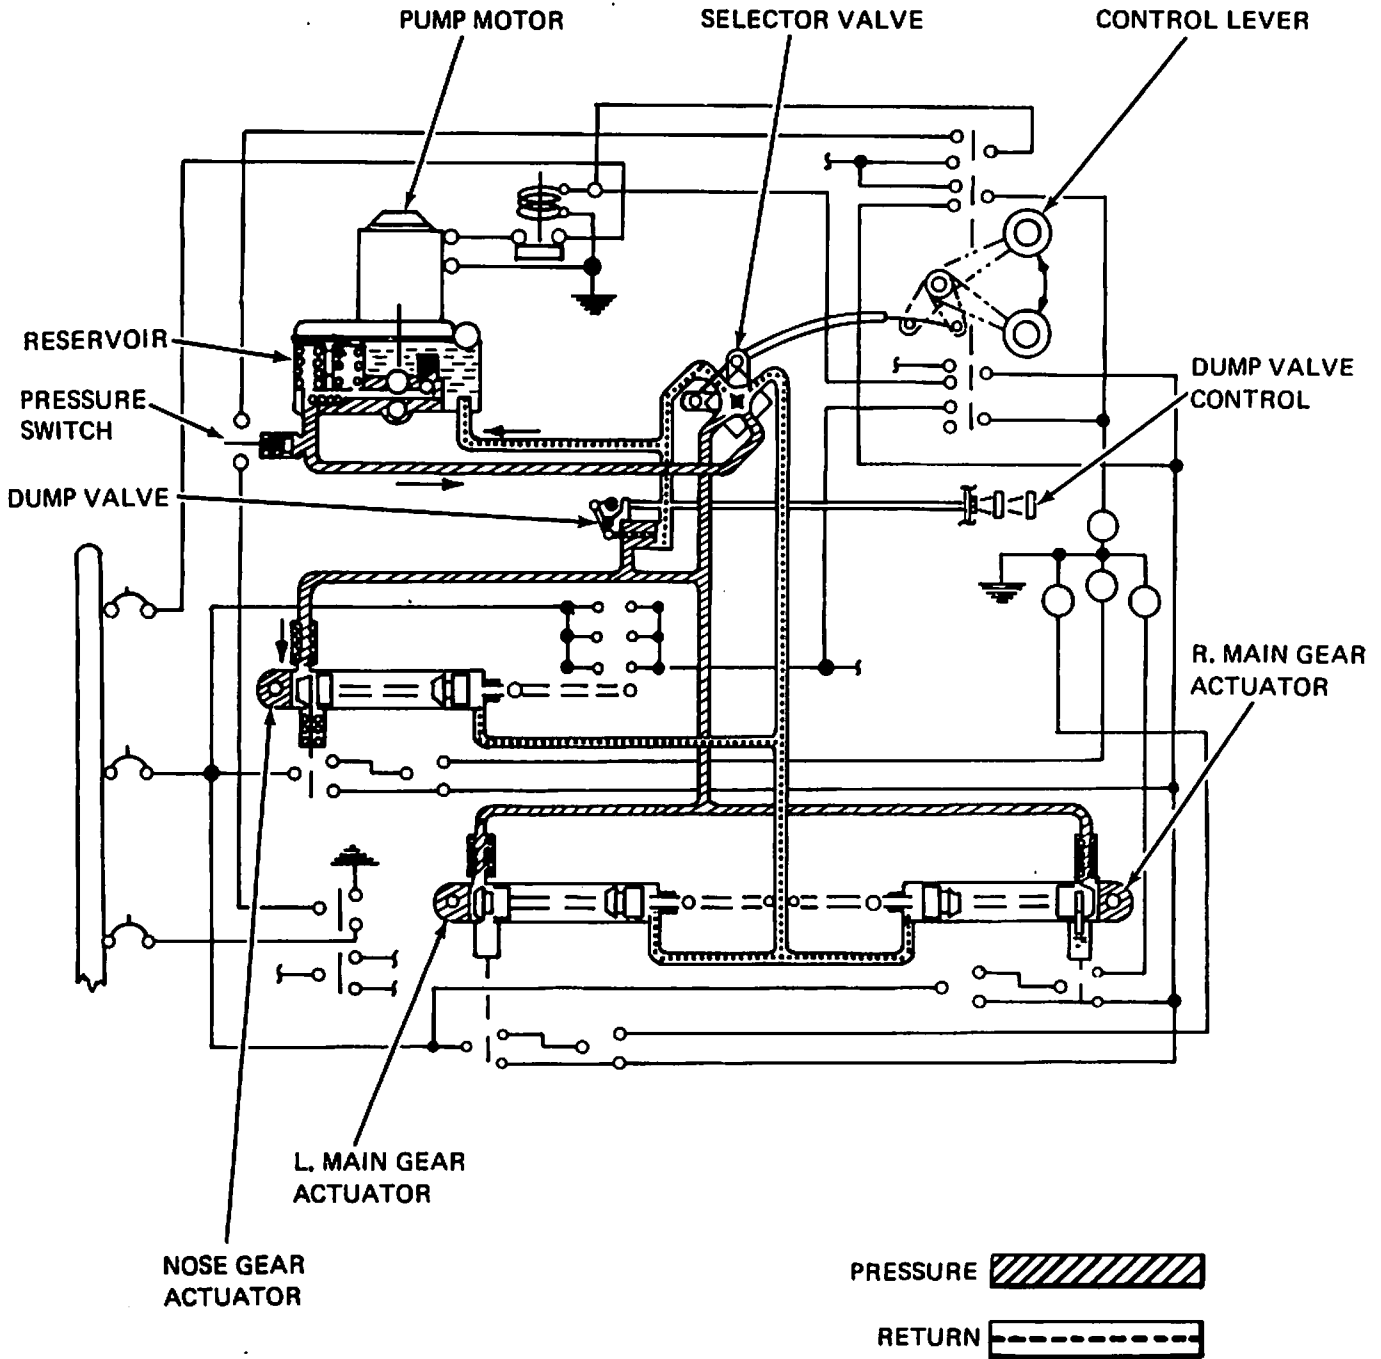 PUMP MOTOR
SELECTOR VALVE
CONTROL LEVER
RESERVOIR
PRESSURE
SWITCH
DUMP VALVE
CONTROL
DUMP VALVE
R. MAIN GEAR
ACTUATOR
L. MAIN GEAR
ACTUATOR
NOSE GEAR
ACTUATOR
PRESSURE
RETURN